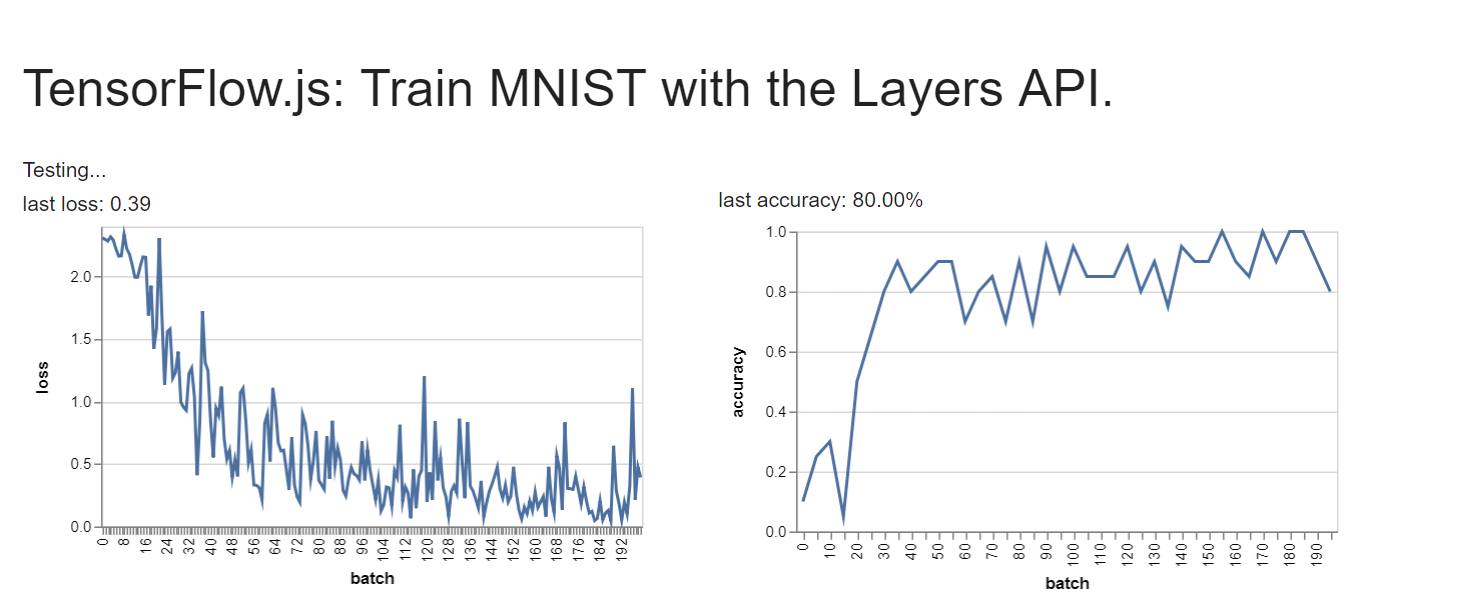 TensorFlow.js: Train MNIST with the Layers API.
Testing...
last loss: 0.39
2.0
1.5
1.0
0.5
0.0
loss
0 8 16 24 32 40 48 56 64 72 80 88 96 104 112 120 128 136 144 152 160 168 176 184 192
batch
last accuracy: 80.00%
1.0
0.8
0.6
0.4
0.2
0.0
accuracy
0 10 20 30 40 50 60 70 80 90 100 110 120 130 140 150 160 170 180 190
batch